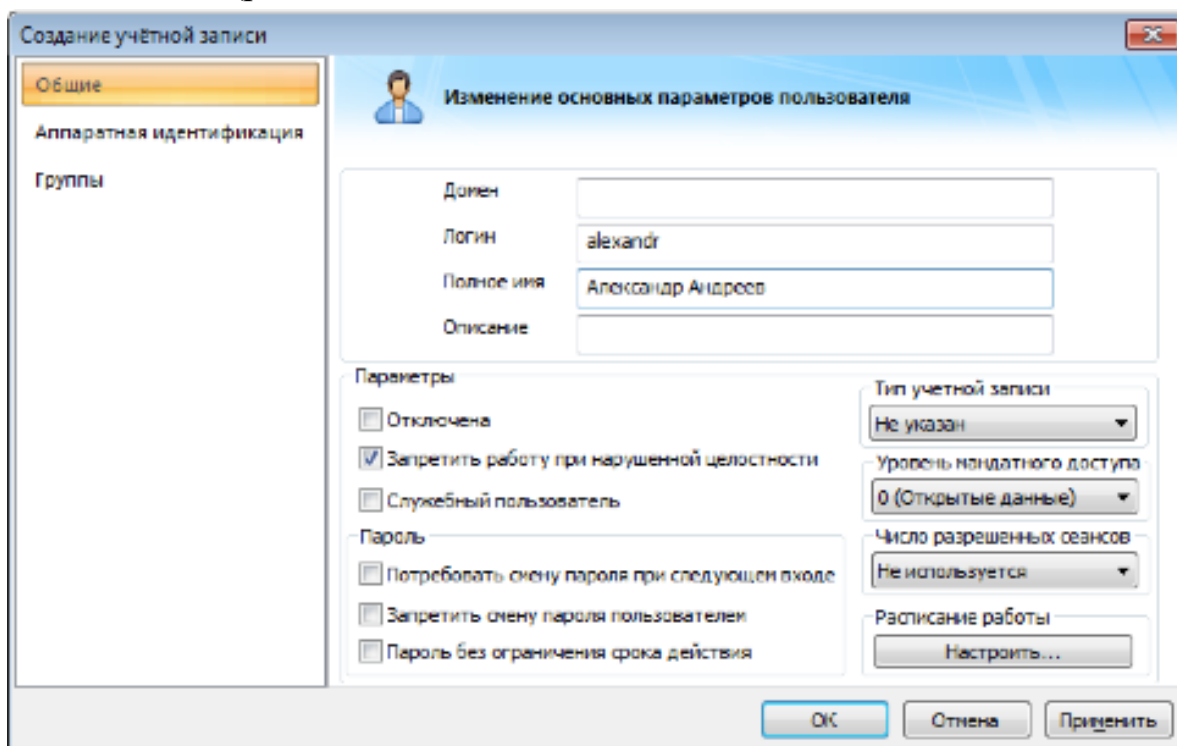 Создание учётной записи
Общие
Аппаратная идентификация
Группы
Изменение основных параметров пользователя
Домен
Логин alexandr
Полное имя Александр Андреев
Описание
Параметры
Отключена
Запретить работу при нарушенной целостности
Служебный пользователь
Пароль
Потребовать смену пароля при следующем входе
Запретить смену пароля пользователем
Пароль без ограничения срока действия
Тип учетной записи
Не указан
Уровень мандатного доступа
0 (Открытые данные)
Число разрешенных сеансов
Не используется
Расписание работы
Настроить...
ОК Отмена Применить